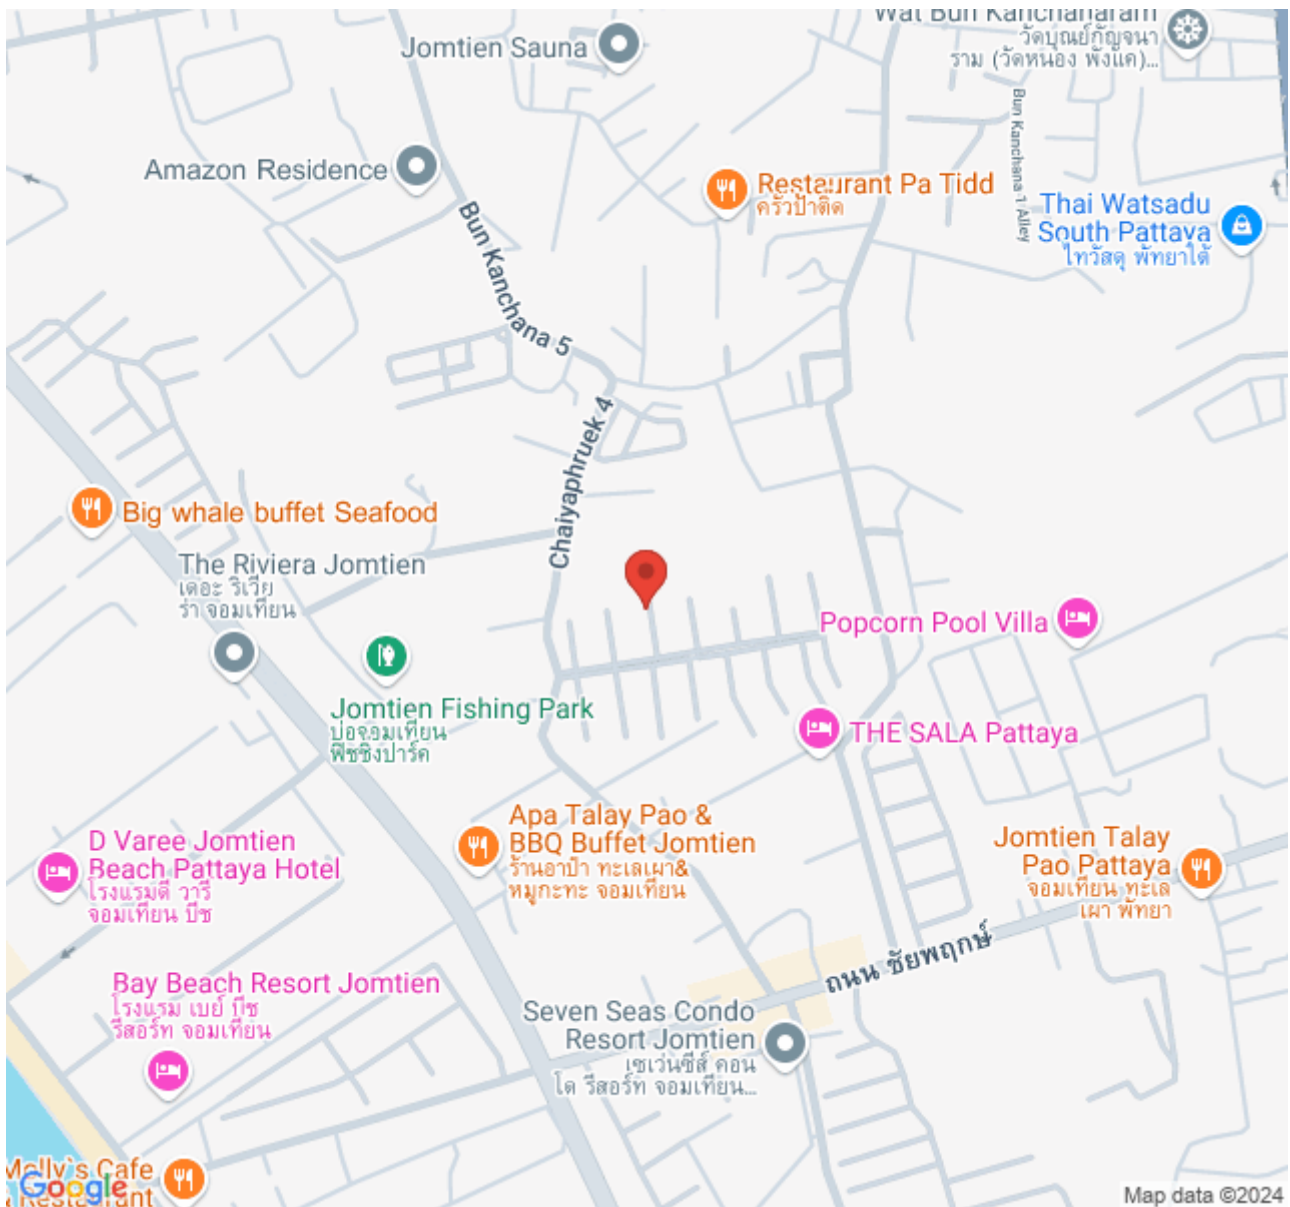 Wat Bun Kanchanaram
วัดบุณย์กัญจนา
ราม (วัดหนอง พังแค)...
Jomtien Sauna
Bun Kanchana 1 Alley
Amazon Residence
Restaurant Pa Tidd
ครัวป้าติด
Thai Watsadu
South Pattaya
ไทวัสดุ พัทยาใต้
Bun Kanchana 5
Chaiyaphruek 4
Big whale buffet Seafood
The Riviera Jomtien
เดอะ ริเวีย
ร่า จอมเทียน
Popcorn Pool Villa
Jomtien Fishing Park
บ่อจอมเทียน
ฟิชชิ่งปาร์ค
THE SALA Pattaya
Apa Talay Pao &
BBQ Buffet Jomtien
ร้านอาป๋า ทะเลเผา&
หมูกะทะ จอมเทียน
D Varee Jomtien
Beach Pattaya Hotel
โรงแรมดี วารี
จอมเทียน บีช
Jomtien Talay
Pao Pattaya
จอมเทียน ทะเล
เผา พัทยา
ถนน ชัยพฤกษ์
Bay Beach Resort Jomtien
โรงแรม เบย์ บีช
รีสอร์ท จอมเทียน
Seven Seas Condo
Resort Jomtien
เซเว่นซีส์ คอน
โด รีสอร์ท จอมเทียน...
Molly`s Cafe
Restaurant
Google
Map data ©2024